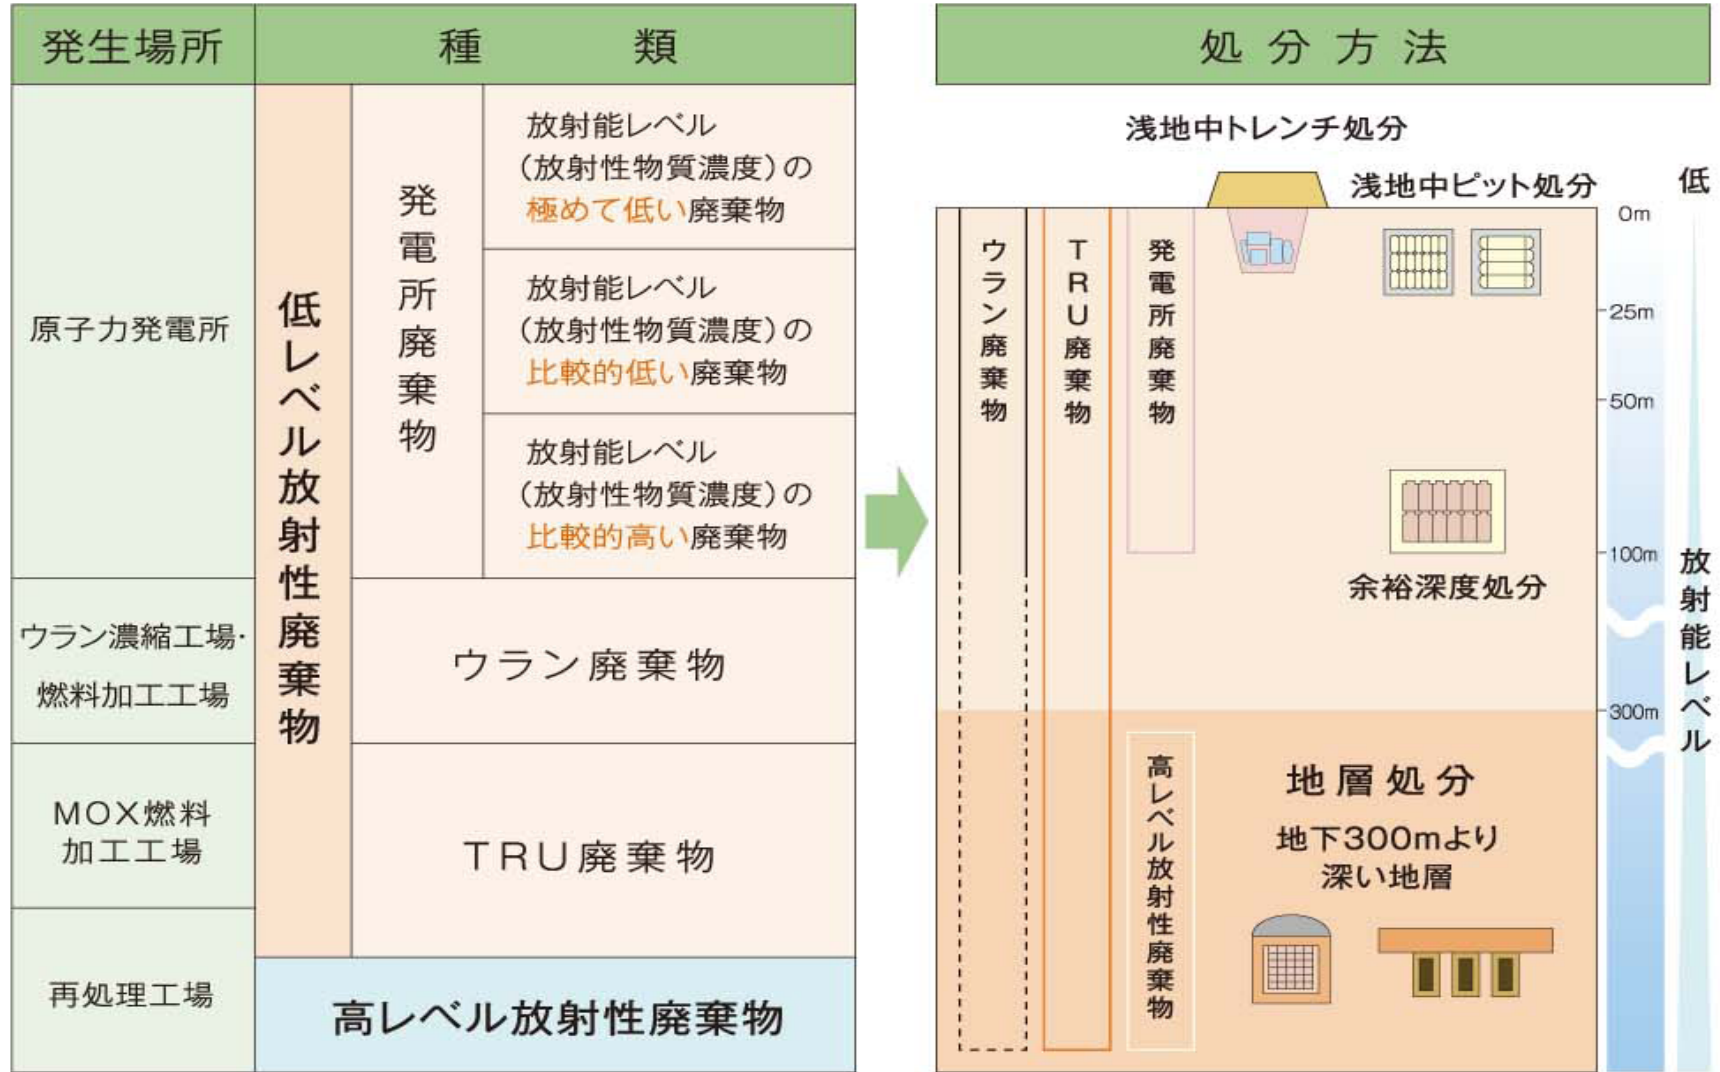 発生場所
種類
処分方法
原子力発電所
ウラン濃縮工場・
燃料加工工場
MOX燃料
加工工場
再処理工場
低レベル放射性廃棄物
発電所廃棄物
放射能レベル
(放射性物質濃度)の
極めて低い廃棄物
放射能レベル
(放射性物質濃度)の
比較的低い廃棄物
放射能レベル
(放射性物質濃度)の
比較的高い廃棄物
ウラン廃棄物
TRU廃棄物
高レベル放射性廃棄物
浅地中トレンチ処分
浅地中ピット処分
ウラン廃棄物
TRU廃棄物
発電所廃棄物
余裕深度処分
高レベル放射性廃棄物
地層処分
地下300mより
深い地層
0m
25m
50m
100m
300m
低
放射能レベル